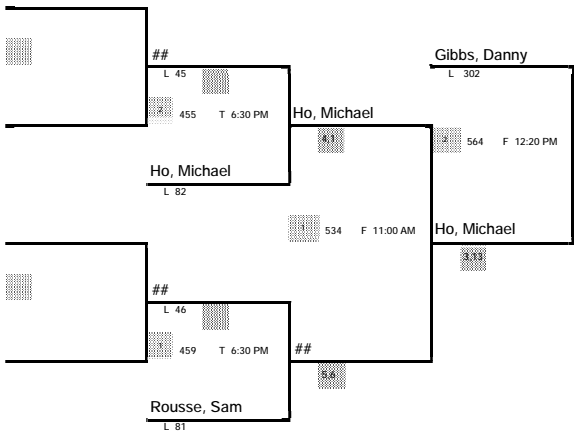 ##
Gibbs, Danny
L 45
L 302
2 455 T 6:30 PM
Ho, Michael
4,1
2 564 F 12:20 PM
Ho, Michael
L 82
1 534 F 11:00 AM
Ho, Michael
3,13
##
L 46
1 459 T 6:30 PM
##
5,6
Rousse, Sam
L 81